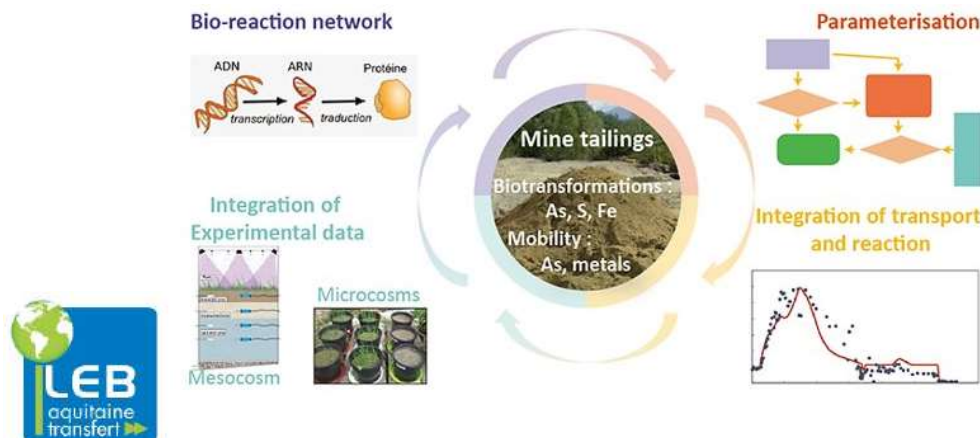 Bio-reaction network
ADN
ARN
Protéine
transcription
traduction
Parameterisation
Mine tailings
Biotransformations :
As, S, Fe
Mobility :
As, metals
Integration of
Experimental data
Microcosms
Mesocosm
Integration of transport
and reaction
LEB
aquitaine
transfert